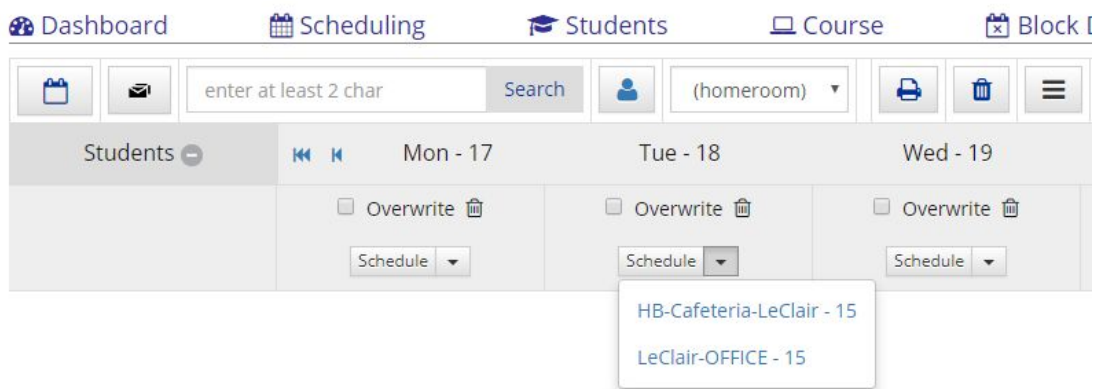 Dashboard Scheduling Students Course Block
enter at least 2 char Search (homeroom)
Students Mon - 17 Tue - 18 Wed - 19
Overwrite Overwrite Overwrite
Schedule Schedule Schedule
HB-Cafeteria-LeClair - 15
LeClair-OFFICE - 15